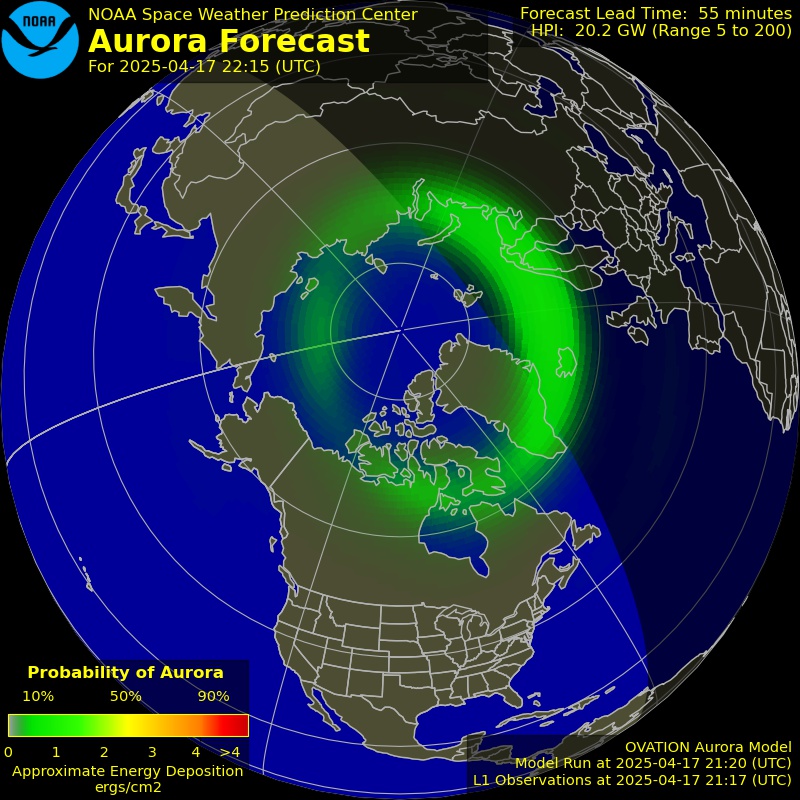 NOAA
NOAA Space Weather Prediction Center
Aurora Forecast
For 2025-04-17 22:15 (UTC)
Forecast Lead Time: 55 minutes
HPI: 20.2 GW (Range 5 to 200)
Probability of Aurora
10% 50% 90%
0 1 2 3 4 >4
Approximate Energy Deposition
ergs/cm2
OVATION Aurora Model
Model Run at 2025-04-17 21:20 (UTC)
L1 Observations at 2025-04-17 21:17 (UTC)